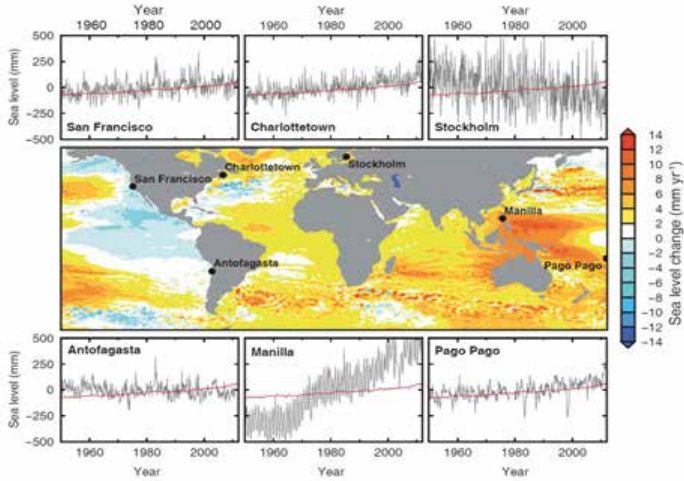 Year Year Year
1960 1980 2000 1960 1980 2000 1960 1980 2000
Sea level (mm)
500
250
0
−250
−500
San Francisco
Charlottetown
Stockholm
San Francisco
Charlottetown
Stockholm
Manilla
Antofagasta
Pago Pago
14
12
10
8
6
4
2
0
−2
−4
−6
−8
−10
−12
−14
Sea level change (mm yr⁻¹)
Antofagasta
Manilla
Pago Pago
Sea level (mm)
500
250
0
−250
−500
1960 1980 2000 1960 1980 2000 1960 1980 2000
Year Year Year